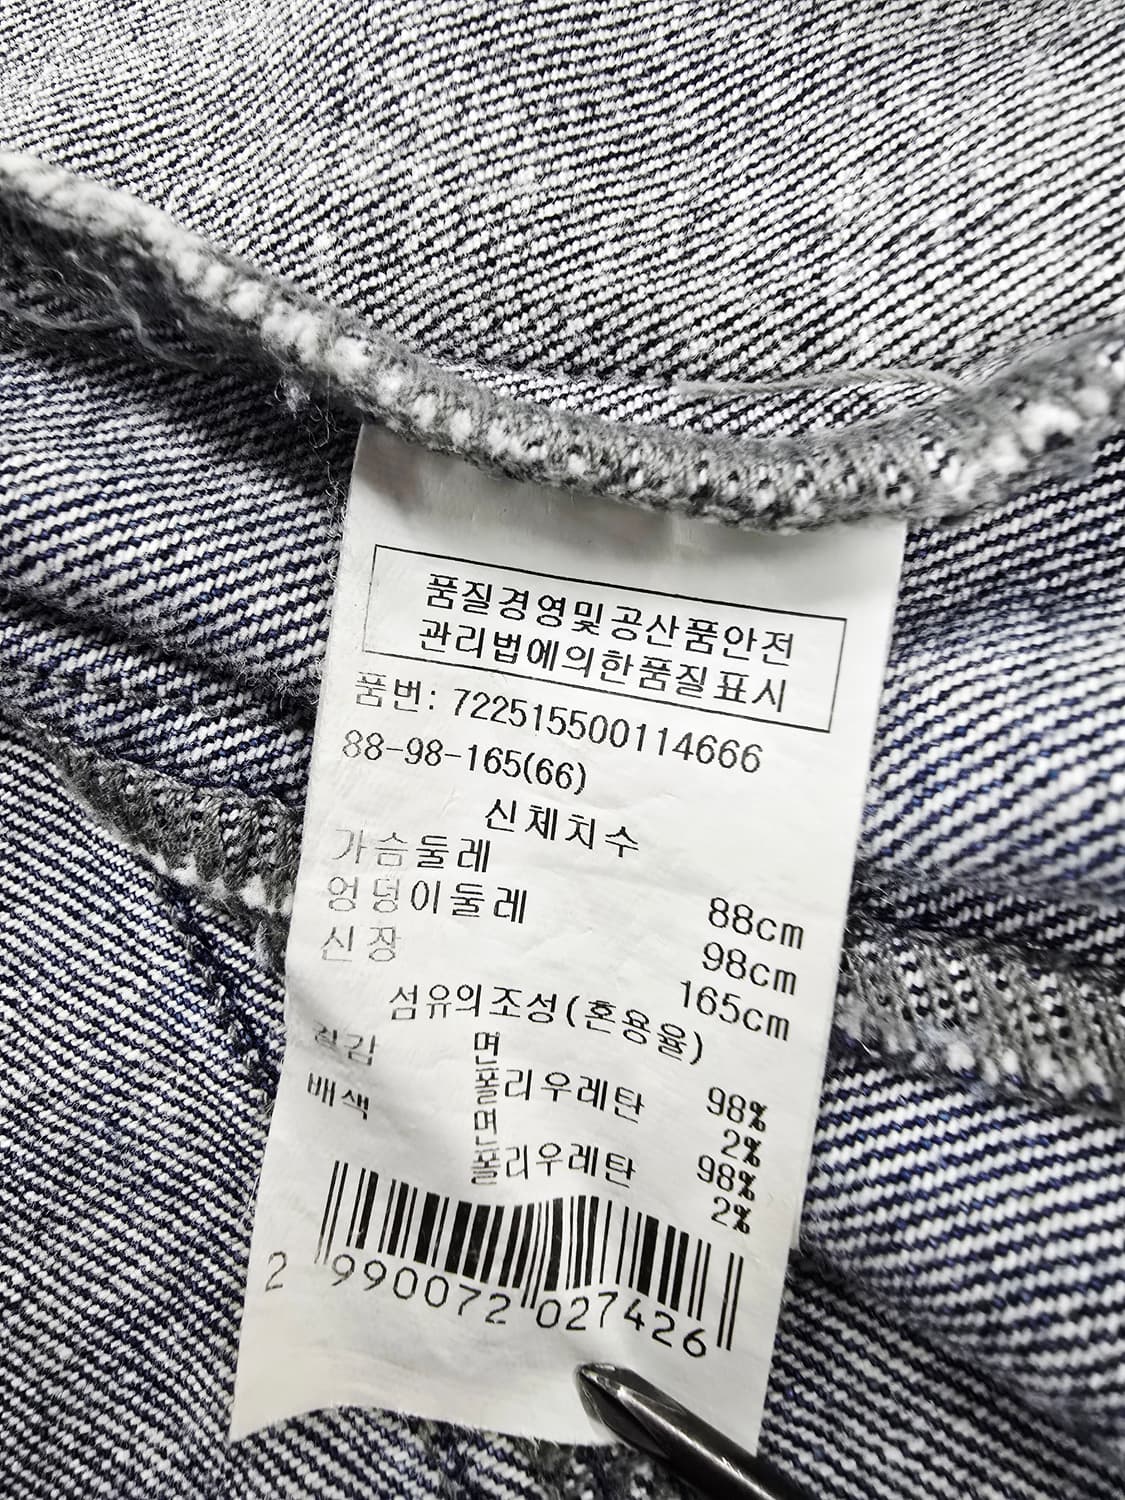 품질경영및공산품안전
관리법에의한품질표시
품번: 722515500114666
88-98-165(66)
신체치수
가슴둘레 88cm
엉덩이둘레 98cm
신장 165cm
섬유의조성(혼용율)
겉감 면 98%
폴리우레탄 2%
배색 면 98%
폴리우레탄 2%
2 990072 027426